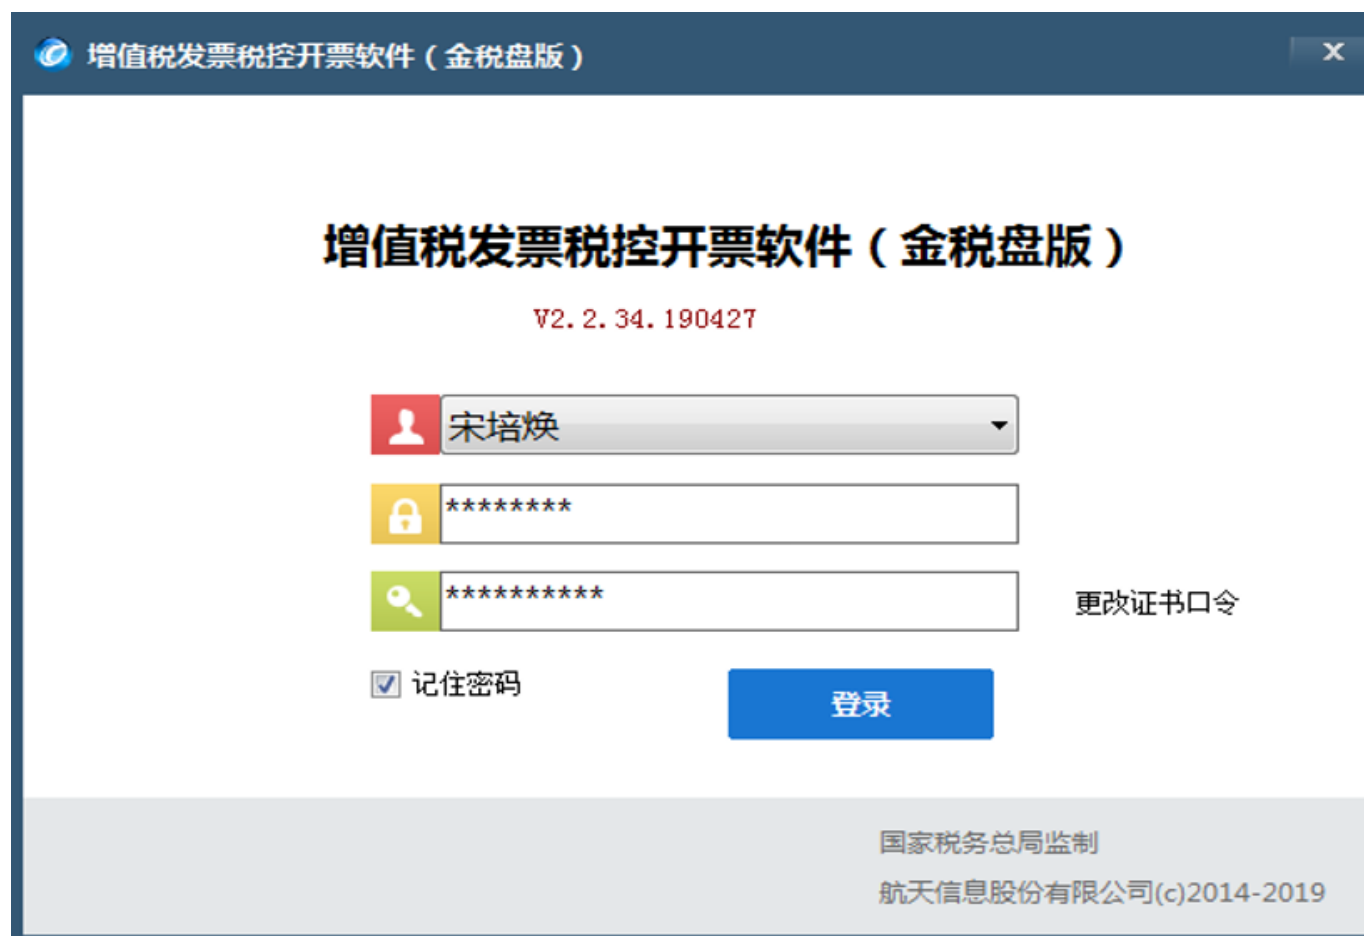 增值税发票税控开票软件（金税盘版）
增值税发票税控开票软件（金税盘版）
V2.2.34.190427
宋培焕
********
**********
更改证书口令
记住密码
登录
国家税务总局监制
航天信息股份有限公司(c)2014-2019